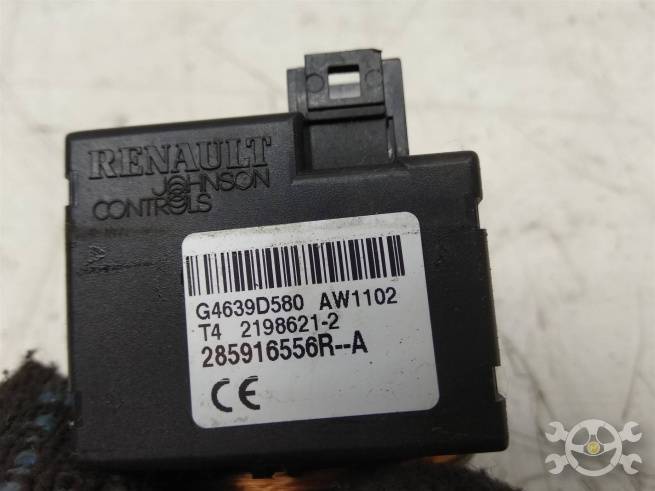 RENAULT
JOHNSON
CONTROLS
G4639D580 AW1102
T4 2198621-2
285916556R--A
CE